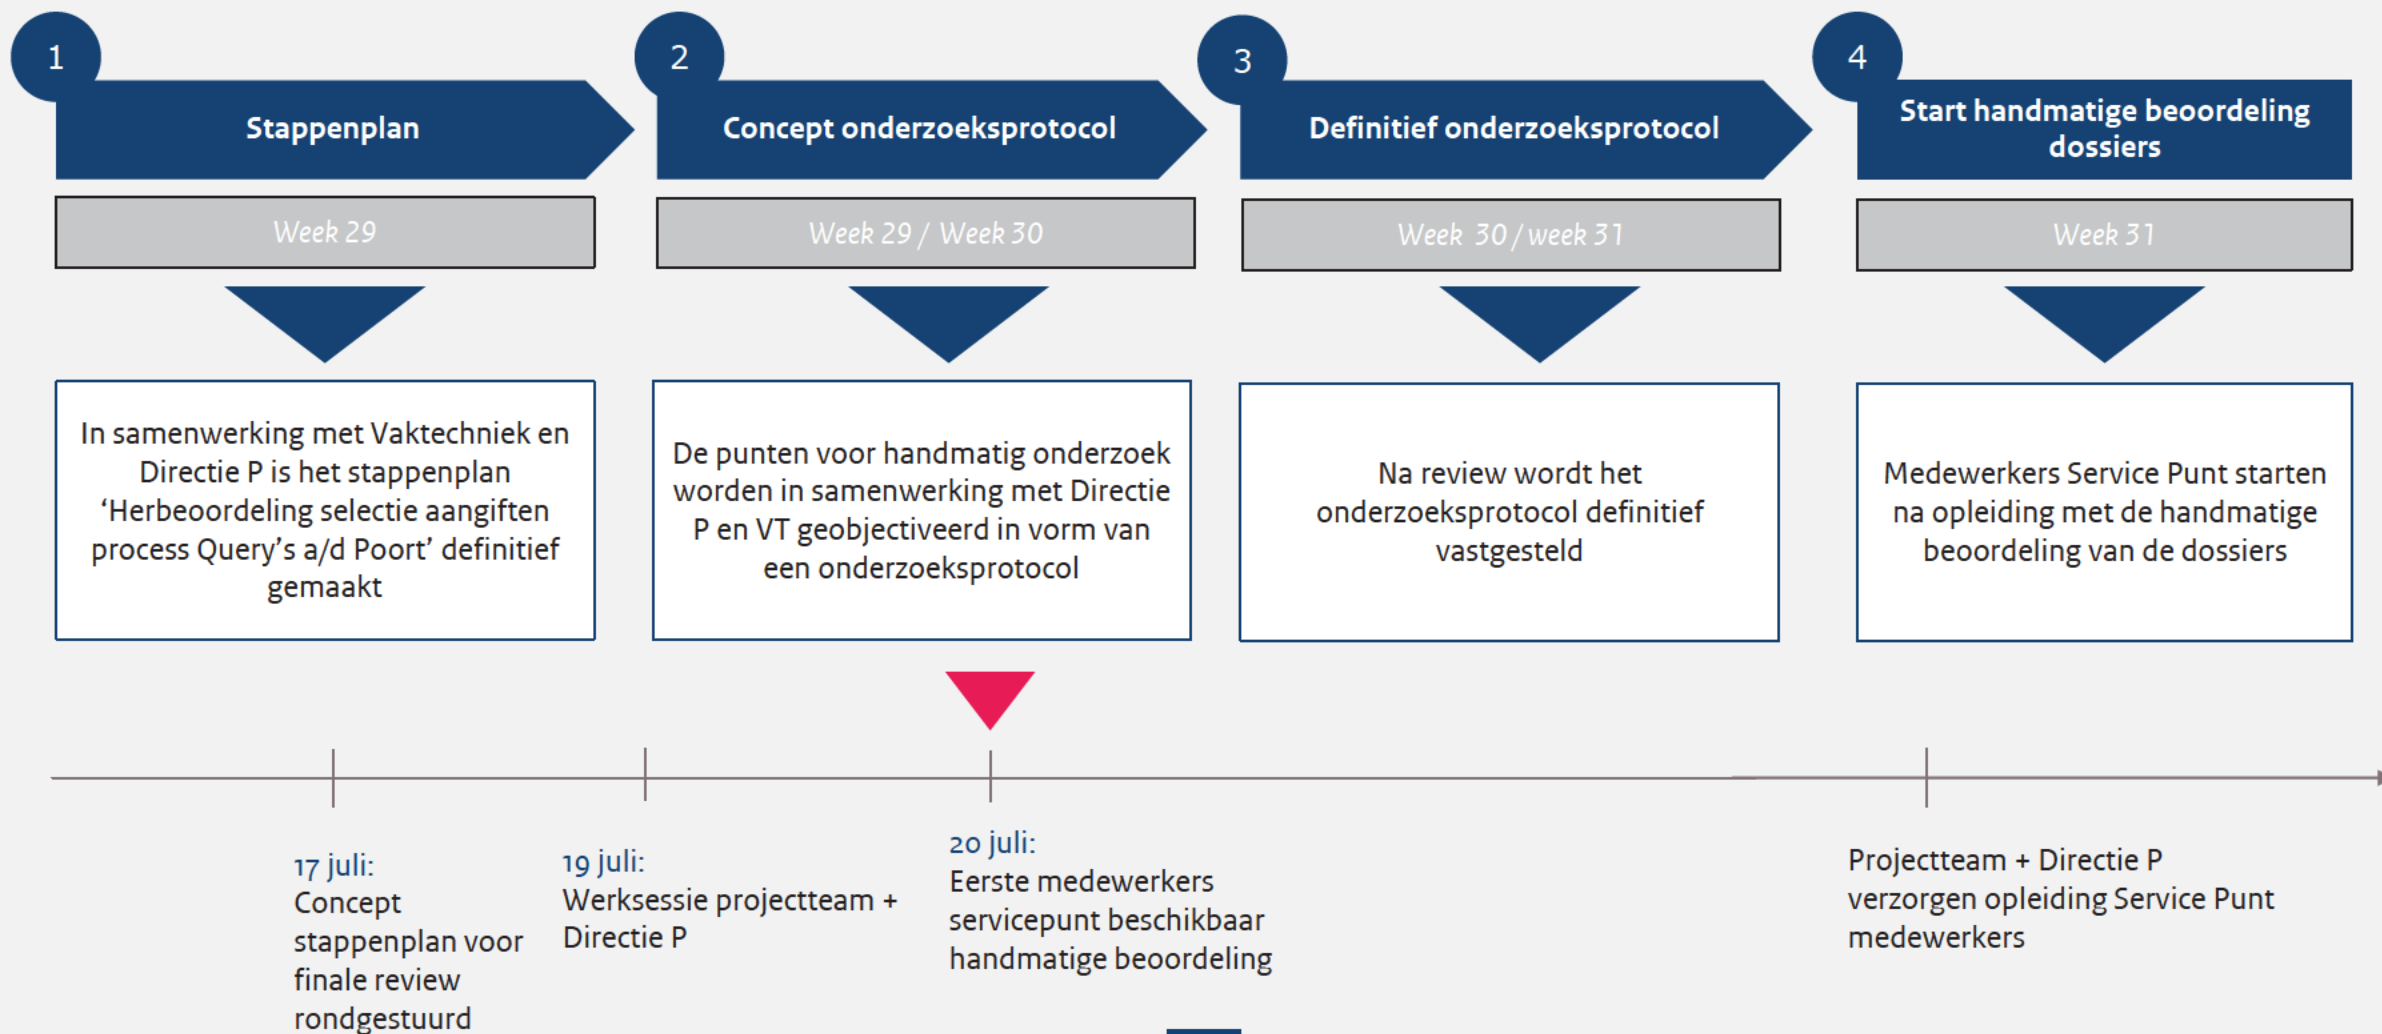 1
Stappenplan
Week 29
In samenwerking met Vaktechniek en
Directie P is het stappenplan
‘Herbeoordeling selectie aangiften
process Query’s a/d Poort’ definitief
gemaakt
2
Concept onderzoeksprotocol
Week 29 / Week 30
De punten voor handmatig onderzoek
worden in samenwerking met Directie
P en VT geobjectiveerd in vorm van
een onderzoeksprotocol
3
Definitief onderzoeksprotocol
Week 30 / week 31
Na review wordt het
onderzoeksprotocol definitief
vastgesteld
4
Start handmatige beoordeling
dossiers
Week 31
Medewerkers Service Punt starten
na opleiding met de handmatige
beoordeling van de dossiers
17 juli:
Concept
stappenplan voor
finale review
rondgestuurd
19 juli:
Werksessie projectteam +
Directie P
20 juli:
Eerste medewerkers
servicepunt beschikbaar
handmatige beoordeling
Projectteam + Directie P
verzorgen opleiding Service Punt
medewerkers